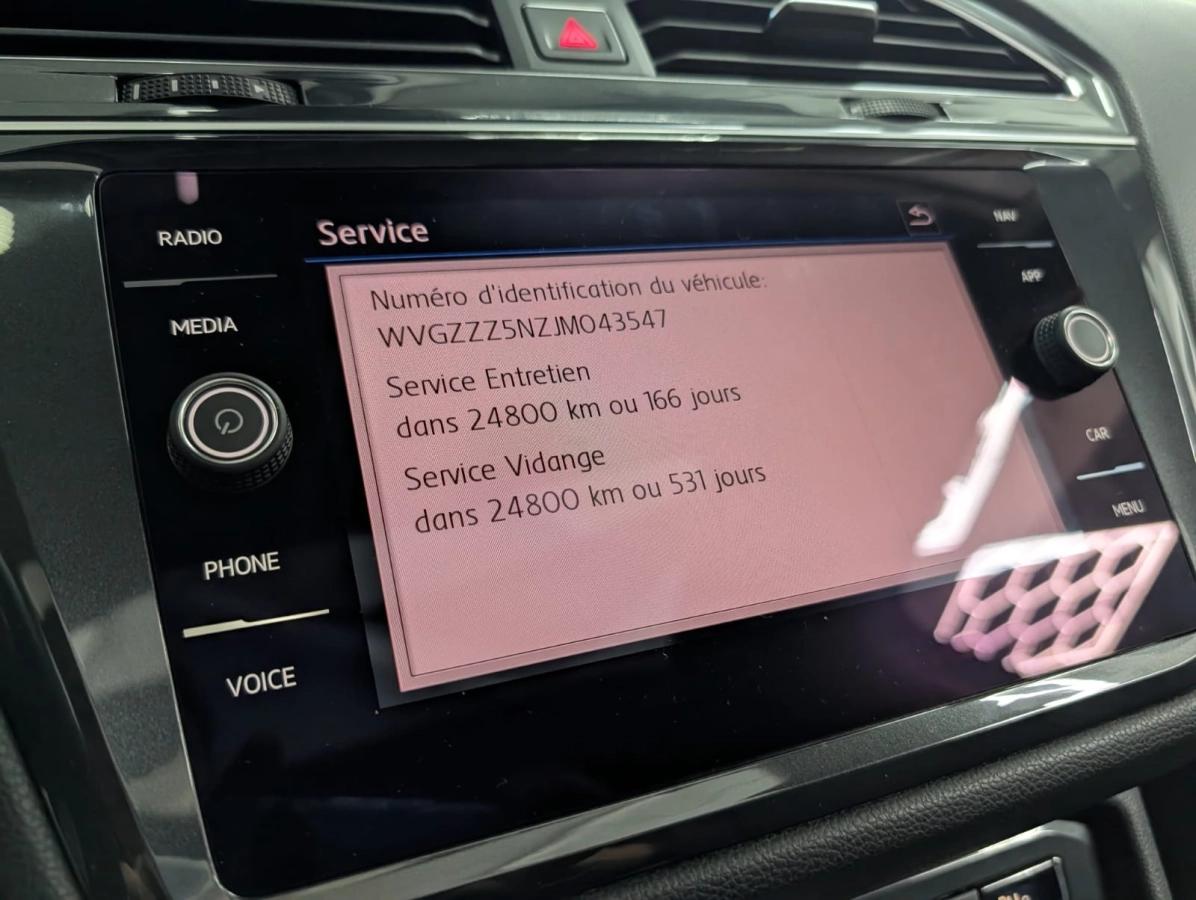 RADIO
MEDIA
PHONE
VOICE
Service
Numéro d'identification du véhicule:
WVGZZZ5NZJM043547
Service Entretien
dans 24800 km ou 166 jours
Service Vidange
dans 24800 km ou 531 jours
NAV
APP
CAR
MENU